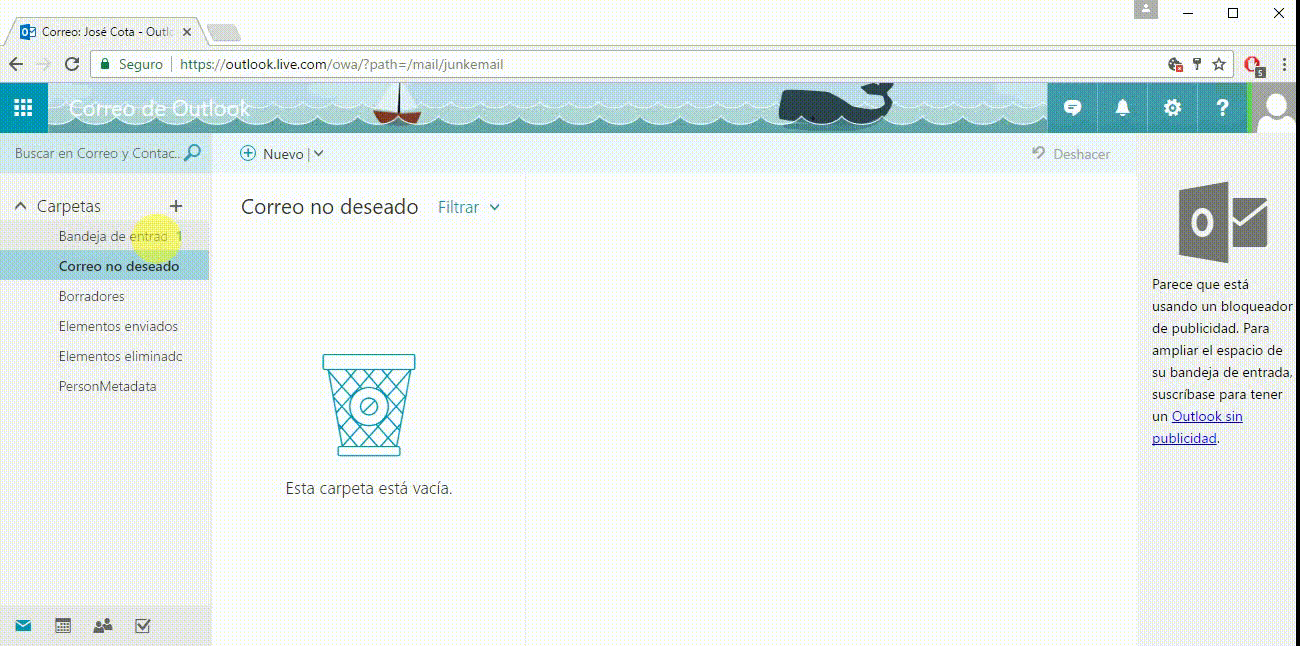 Correo: José Cota - Outl
Seguro
https://outlook.live.com/owa/?path=/mail/junkemail
5
Correo de Outlook
?
Buscar en Correo y Contac...
Nuevo
Deshacer
Carpetas
Bandeja de entrad 1
Correo no deseado
Borradores
Elementos enviados
Elementos eliminadc
PersonMetadata
Correo no deseado Filtrar
Esta carpeta está vacía.
Parece que está
usando un bloqueador
de publicidad. Para
ampliar el espacio de
su bandeja de entrada,
suscríbase para tener
un Outlook sin
publicidad.